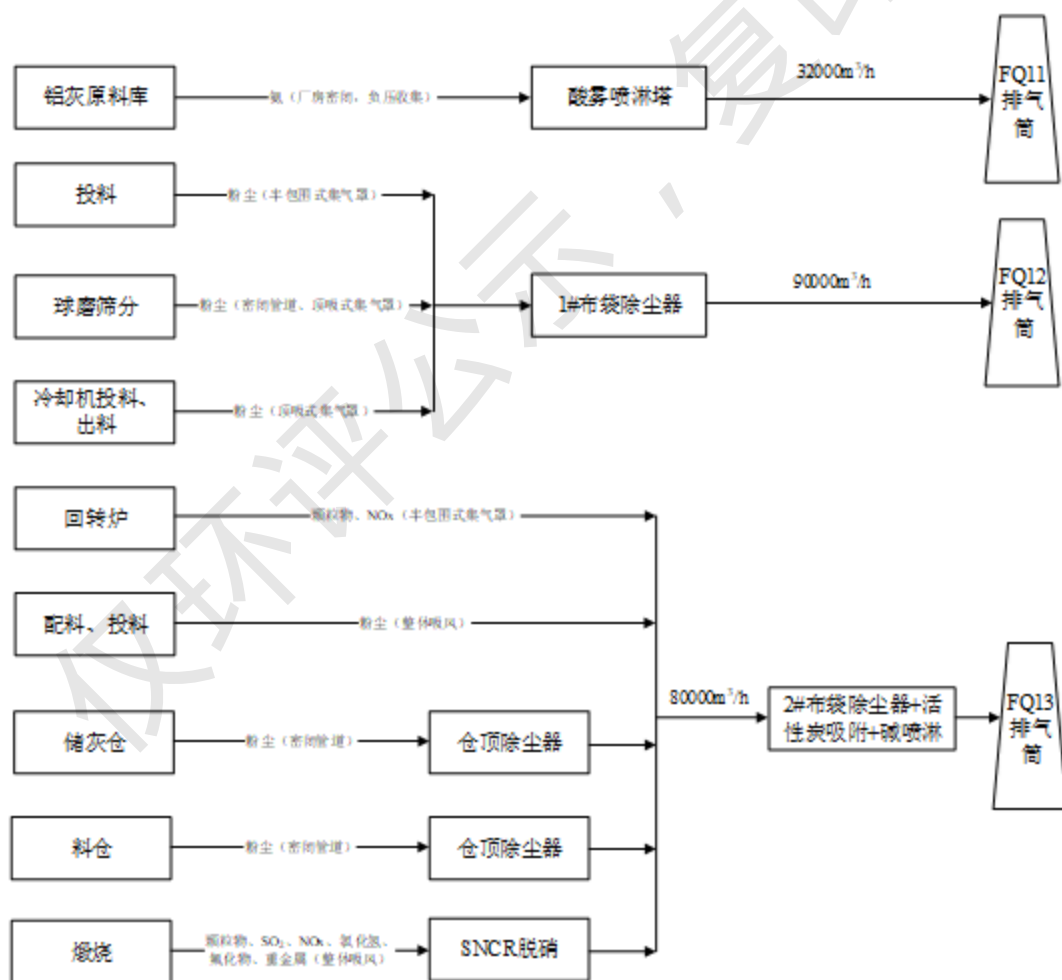 铝灰原料库
氨（厂房密闭，负压收集）
酸雾喷淋塔
32000m³/h
FQ11
排气
筒
投料
粉尘（半包围式集气罩）
球磨筛分
粉尘（密闭管道、顶吸式集气罩）
1#布袋除尘器
90000m³/h
FQ12
排气
筒
冷却机投料、
出料
粉尘（顶吸式集气罩）
回转炉
颗粒物、NOx（半包围式集气罩）
配料、投料
粉尘（整体吸风）
80000m³/h
2#布袋除尘器+活
性炭吸附+碱喷淋
FQ13
排气
筒
储灰仓
粉尘（密闭管道）
仓顶除尘器
料仓
粉尘（密闭管道）
仓顶除尘器
煅烧
颗粒物、SO₂、NOx、氯化氢、
氟化物、重金属（整体吸风）
SNCR脱硝
仅环评公示，复